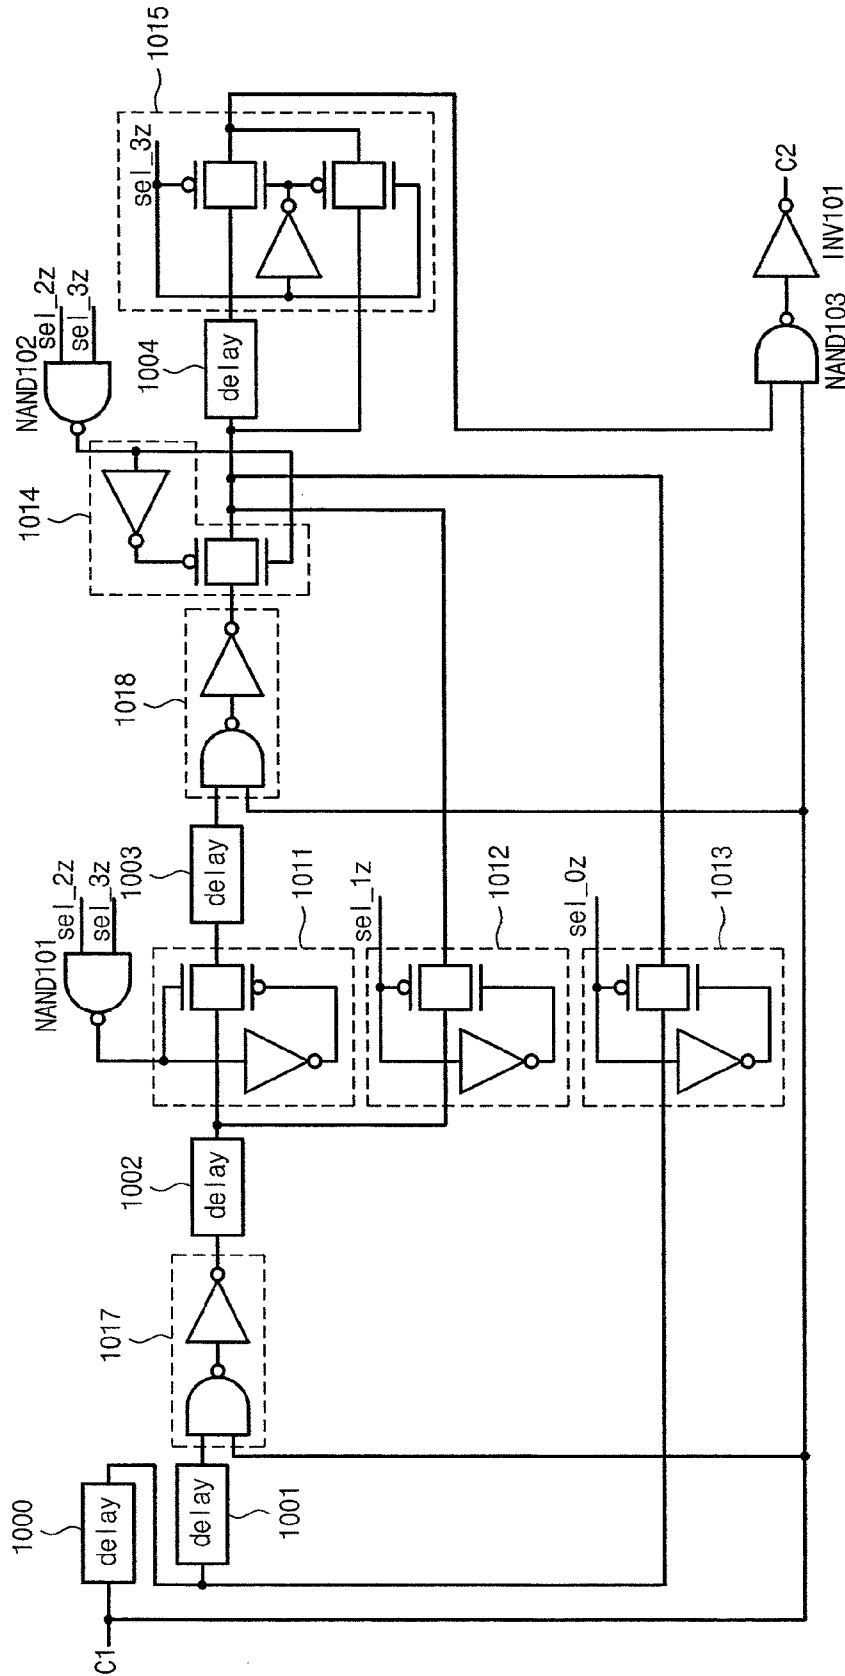 C1
1000
delay
delay
1001
1017
1002
delay
NAND101
sel_2z
sel_3z
1011
sel_1z
1012
sel_0z
1013
1003
delay
1018
1014
NAND102
sel_2z
sel_3z
1004
delay
sel_3z
1015
NAND103
INV101
C2